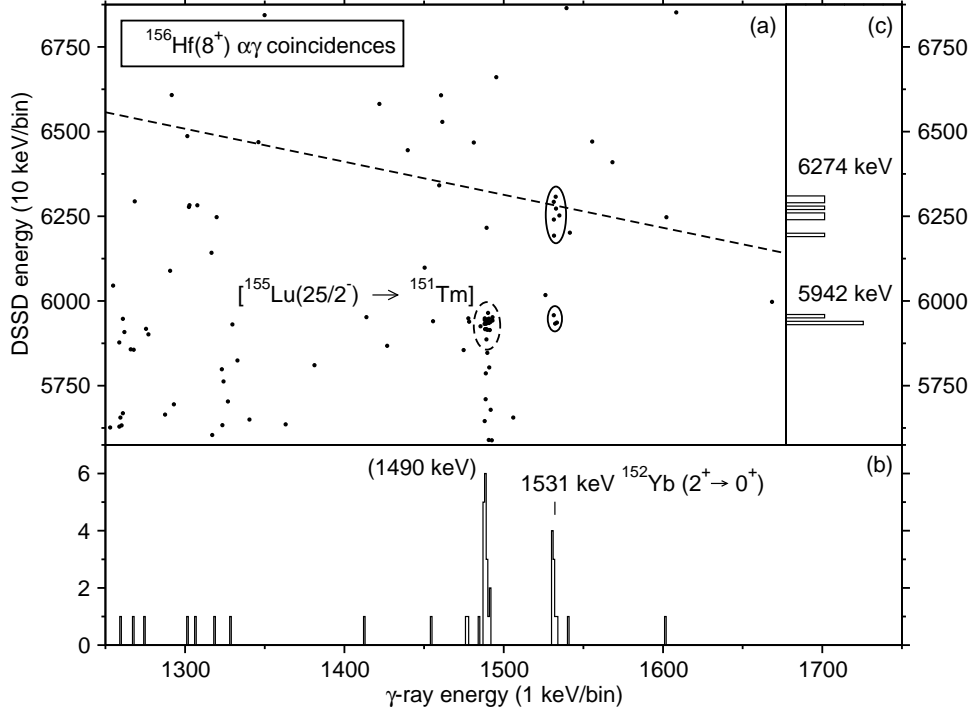 ¹⁵⁶Hf(8⁺) αγ coincidences
(a)
(c)
DSSD energy (10 keV/bin)
6750
6500
6250
6000
5750
6750
6500
6250
6000
5750
6274 keV
5942 keV
[¹⁵⁵Lu(25/2⁻) → ¹⁵¹Tm]
(b)
(1490 keV)
1531 keV ¹⁵²Yb (2⁺→ 0⁺)
6
4
2
0
1300
1400
1500
1600
1700
γ-ray energy (1 keV/bin)